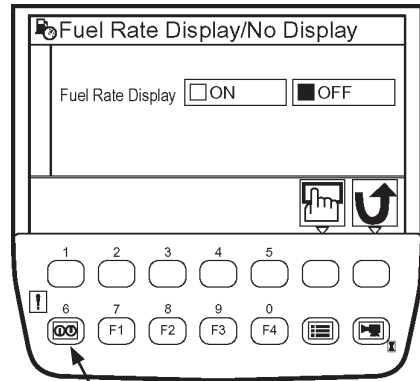 Fuel Rate Display/No Display
Fuel Rate Display ON OFF
1 2 3 4 5
! 6 7 8 9 0
F1 F2 F3 F4